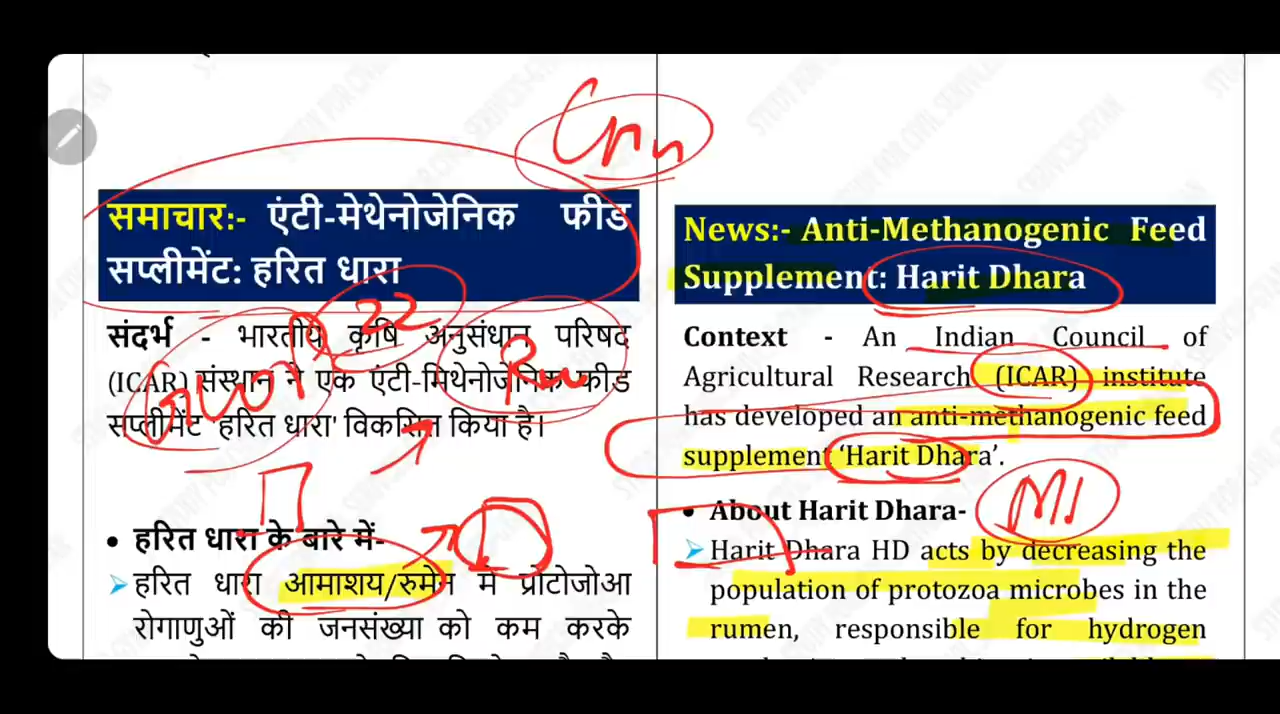 समाचार:- एंटी-मेथेनोजेनिक फीड
सप्लीमेंट: हरित धारा
संदर्भ - भारतीय कृषि अनुसंधान परिषद
(ICAR) संस्थान ने एक एंटी-मिथेनोजेनिक फीड
सप्लीमेंट 'हरित धारा' विकसित किया है।
• हरित धारा के बारे में-
➤ हरित धारा आमाशय/रुमेन में प्रोटोजोआ
रोगाणुओं की जनसंख्या को कम करके
News:- Anti-Methanogenic Feed
Supplement: Harit Dhara
Context - An Indian Council of
Agricultural Research (ICAR) institute
has developed an anti-methanogenic feed
supplement ‘Harit Dhara’.
• About Harit Dhara-
➤ Harit Dhara HD acts by decreasing the
population of protozoa microbes in the
rumen, responsible for hydrogen
22